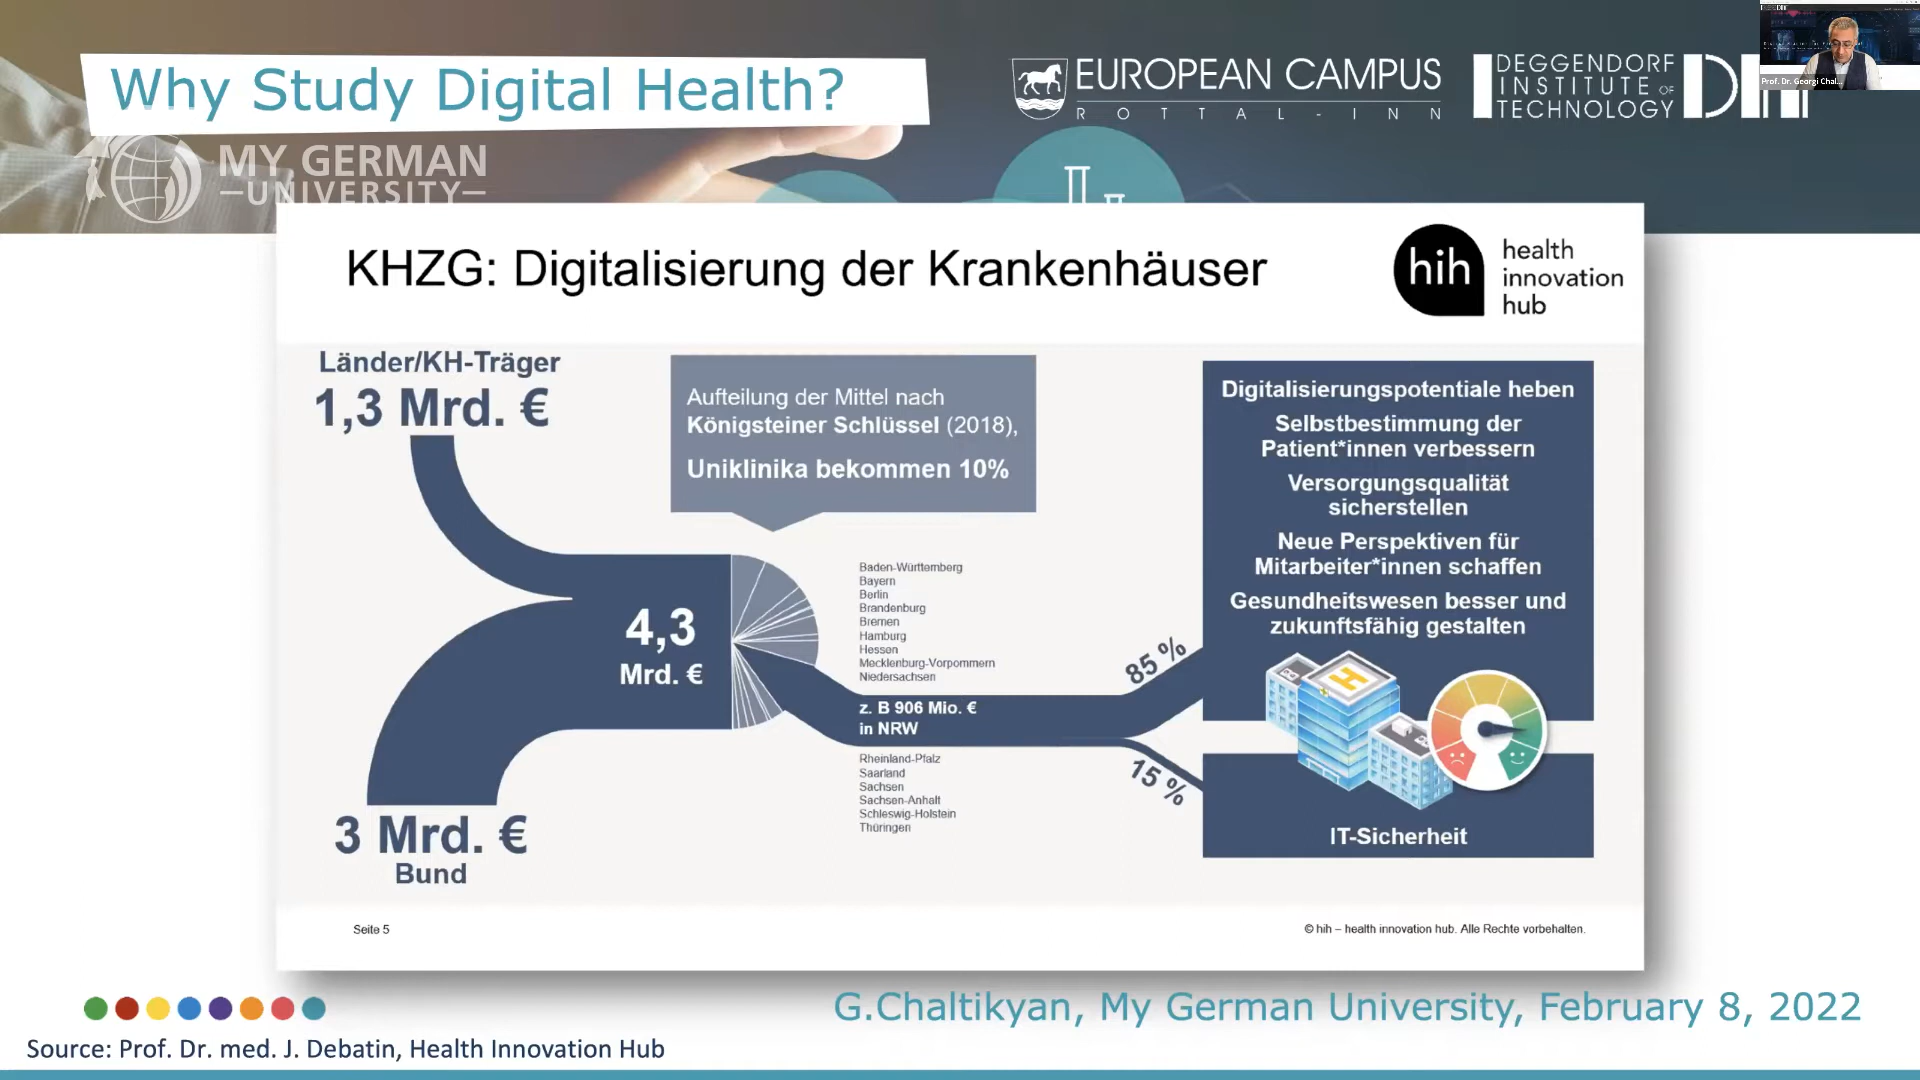 Why Study Digital Health?
EUROPEAN CAMPUS
ROTTAL-INN
DEGGENDORF
INSTITUTE OF
TECHNOLOGY
Prof. Dr. Georgi Chal...
MY GERMAN
UNIVERSITY
KHZG: Digitalisierung der Krankenhäuser
hih
health
innovation
hub
Länder/KH-Träger
1,3 Mrd. €
Aufteilung der Mittel nach
Königsteiner Schlüssel (2018),
Uniklinika bekommen 10%
4,3
Mrd. €
3 Mrd. €
Bund
Baden-Württemberg
Bayern
Berlin
Brandenburg
Bremen
Hamburg
Hessen
Mecklenburg-Vorpommern
Niedersachsen
z. B 906 Mio. €
in NRW
Rheinland-Pfalz
Saarland
Sachsen
Sachsen-Anhalt
Schleswig-Holstein
Thüringen
85 %
15 %
Digitalisierungspotentiale heben
Selbstbestimmung der
Patient*innen verbessern
Versorgungsqualität
sicherstellen
Neue Perspektiven für
Mitarbeiter*innen schaffen
Gesundheitswesen besser und
zukunftsfähig gestalten
H
IT-Sicherheit
Seite 5
© hih – health innovation hub. Alle Rechte vorbehalten.
G.Chaltikyan, My German University, February 8, 2022
Source: Prof. Dr. med. J. Debatin, Health Innovation Hub